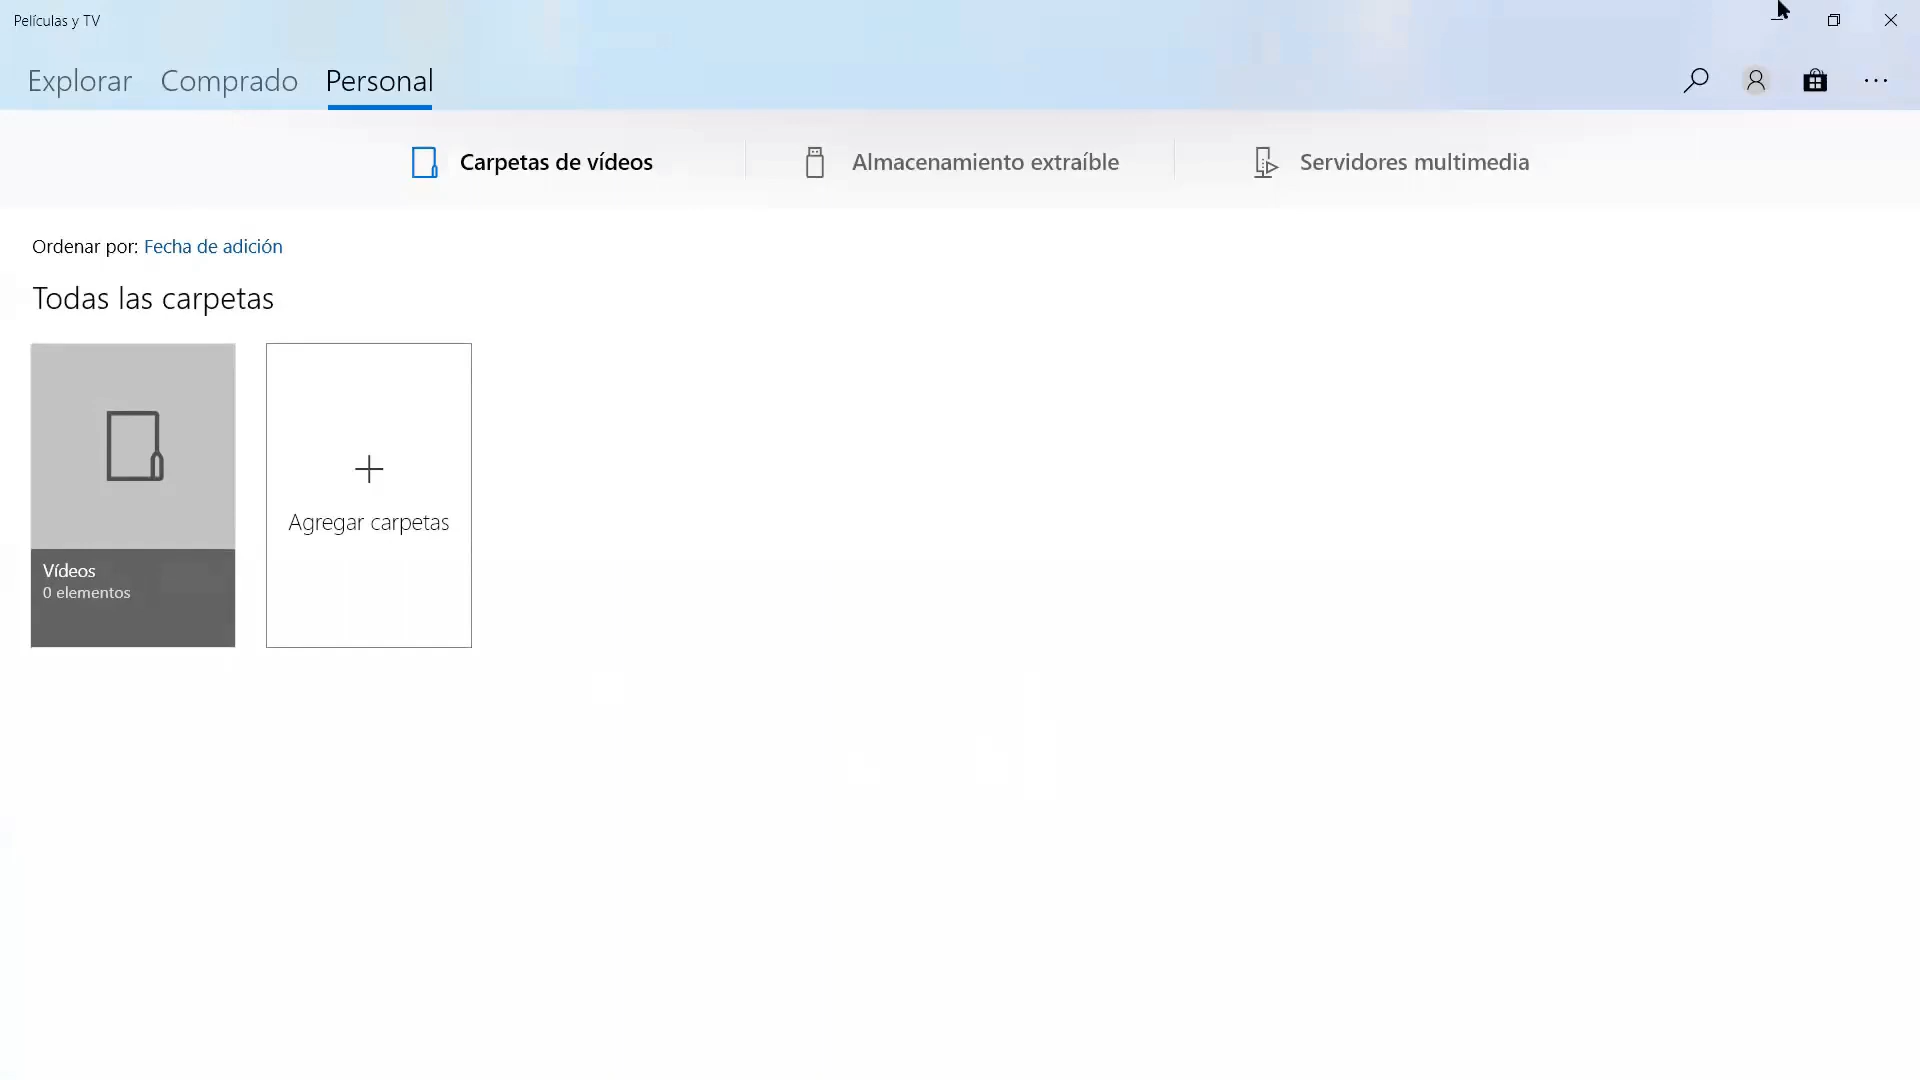 Películas y TV
Explorar Comprado Personal
Carpetas de vídeos Almacenamiento extraíble Servidores multimedia
Ordenar por: Fecha de adición
Todas las carpetas
Agregar carpetas
Vídeos
0 elementos